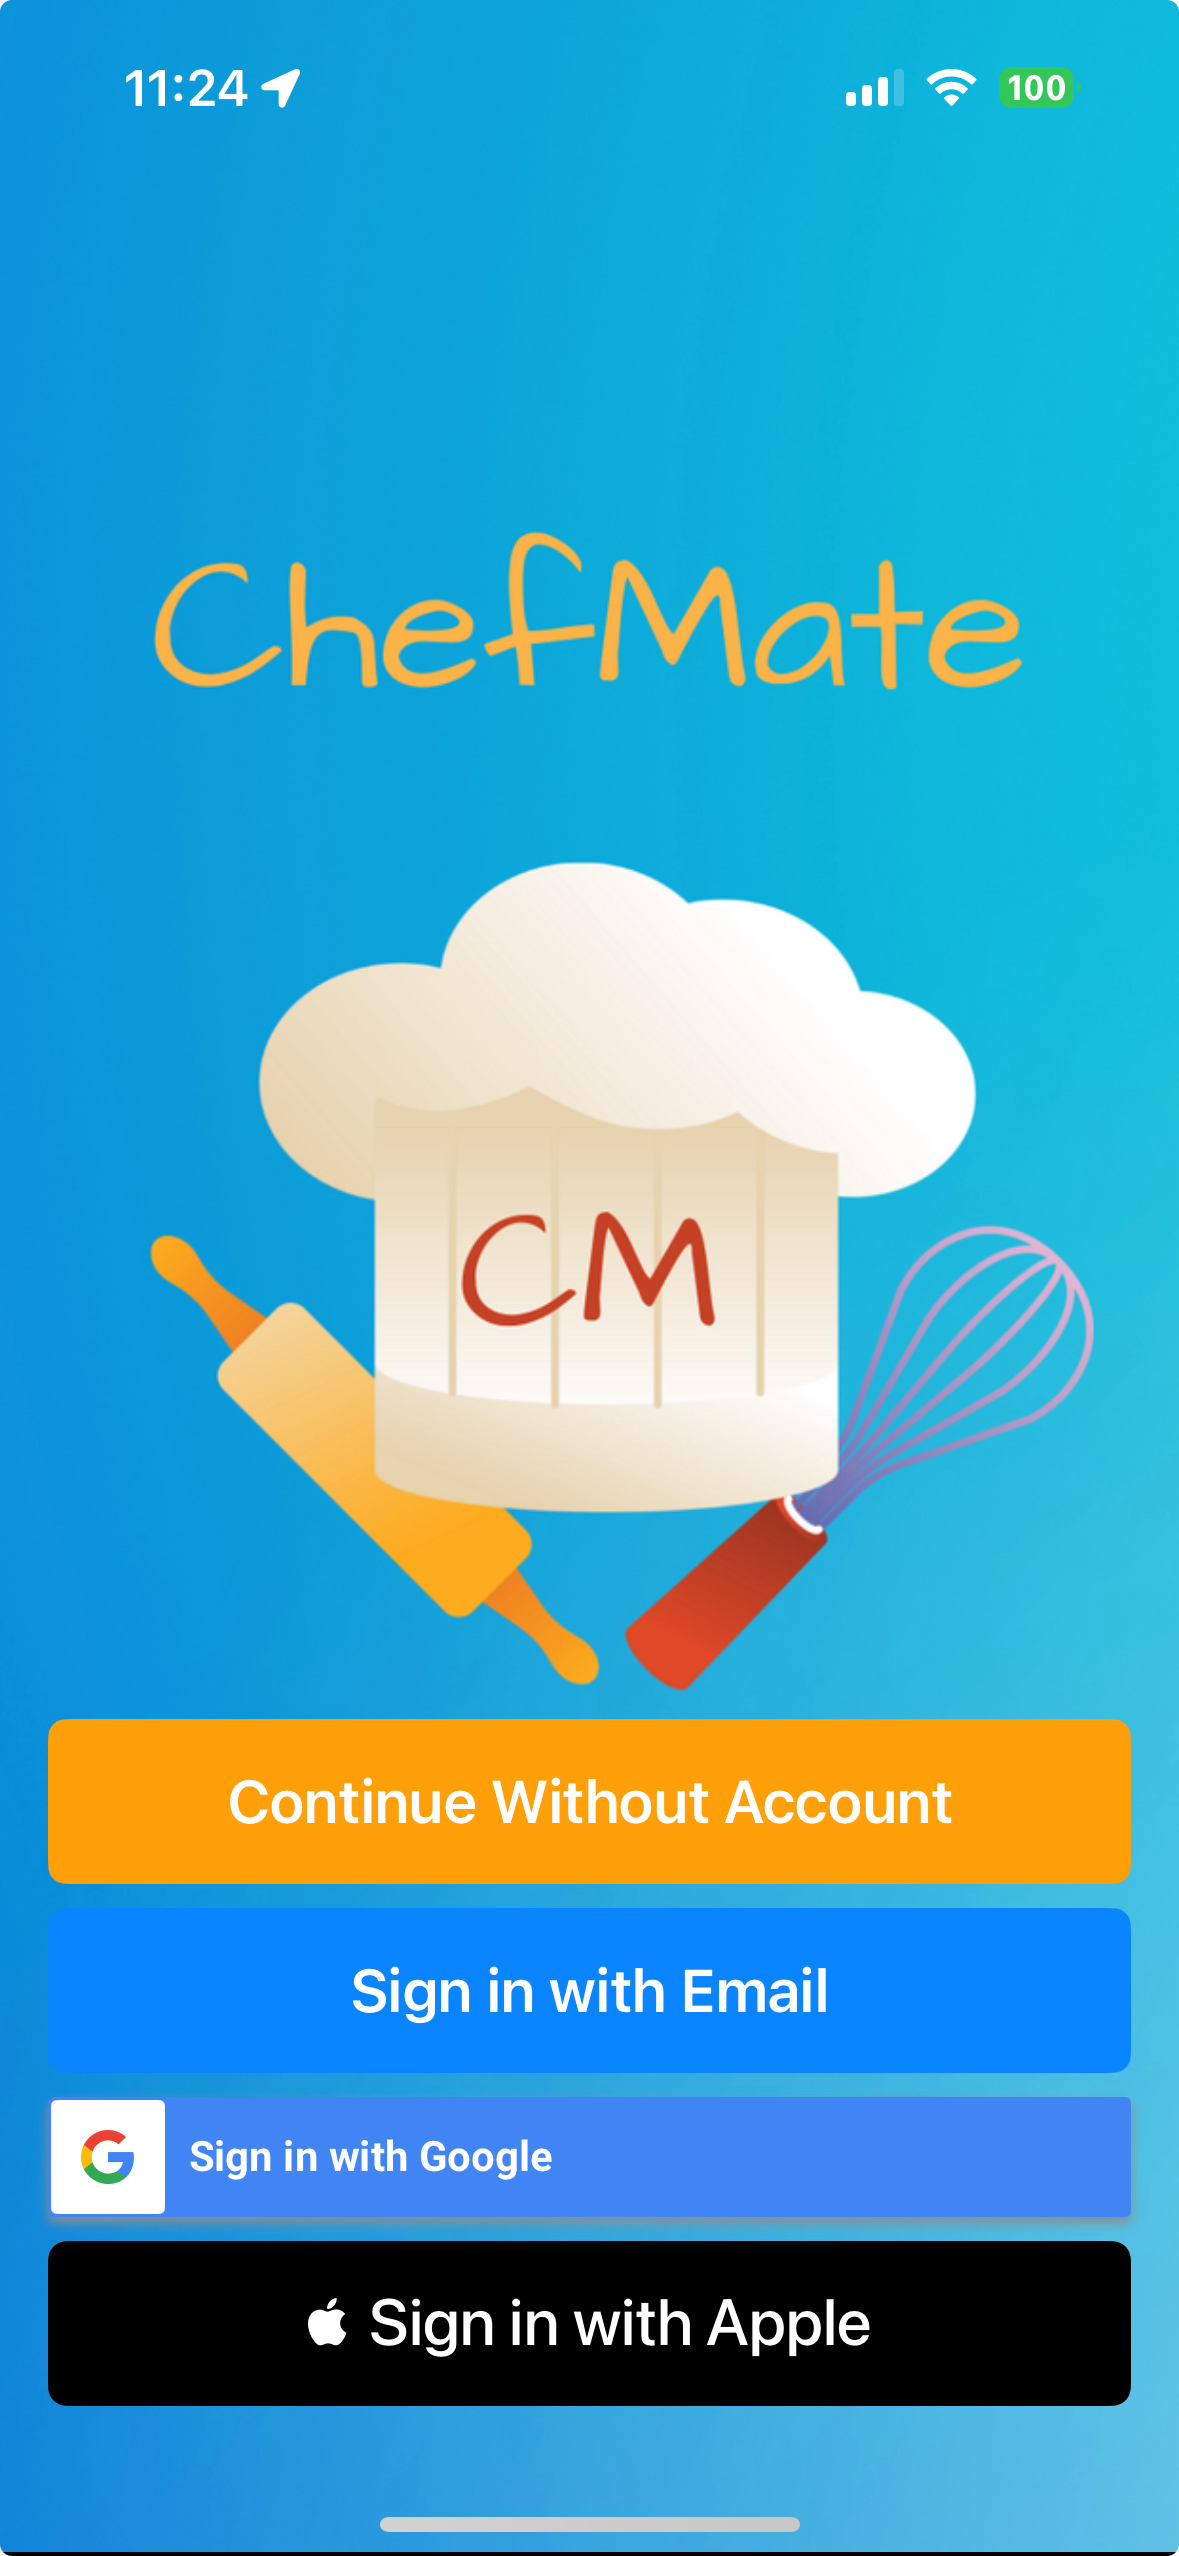 11:24
100
ChefMate
CM
Continue Without Account
Sign in with Email
Sign in with Google
Sign in with Apple